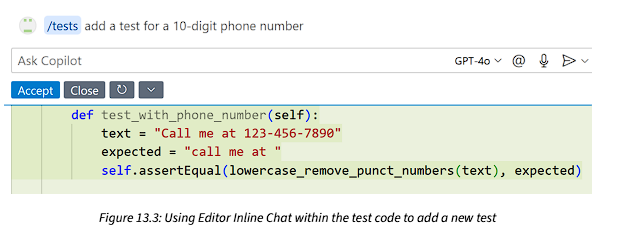 /tests add a test for a 10-digit phone number
Ask Copilot GPT-4o @
Accept Close
def test_with_phone_number(self):
text = "Call me at 123-456-7890"
expected = "call me at "
self.assertEqual(lowercase_remove_punct_numbers(text), expected)
Figure 13.3: Using Editor Inline Chat within the test code to add a new test